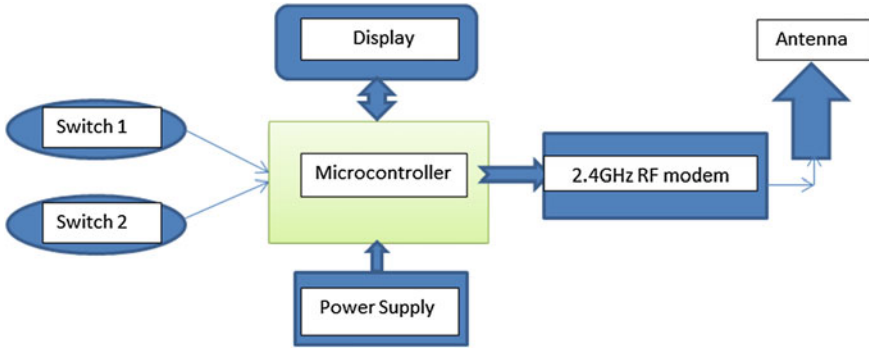 Display
Antenna
Switch 1
Microcontroller
2.4GHz RF modem
Switch 2
Power Supply